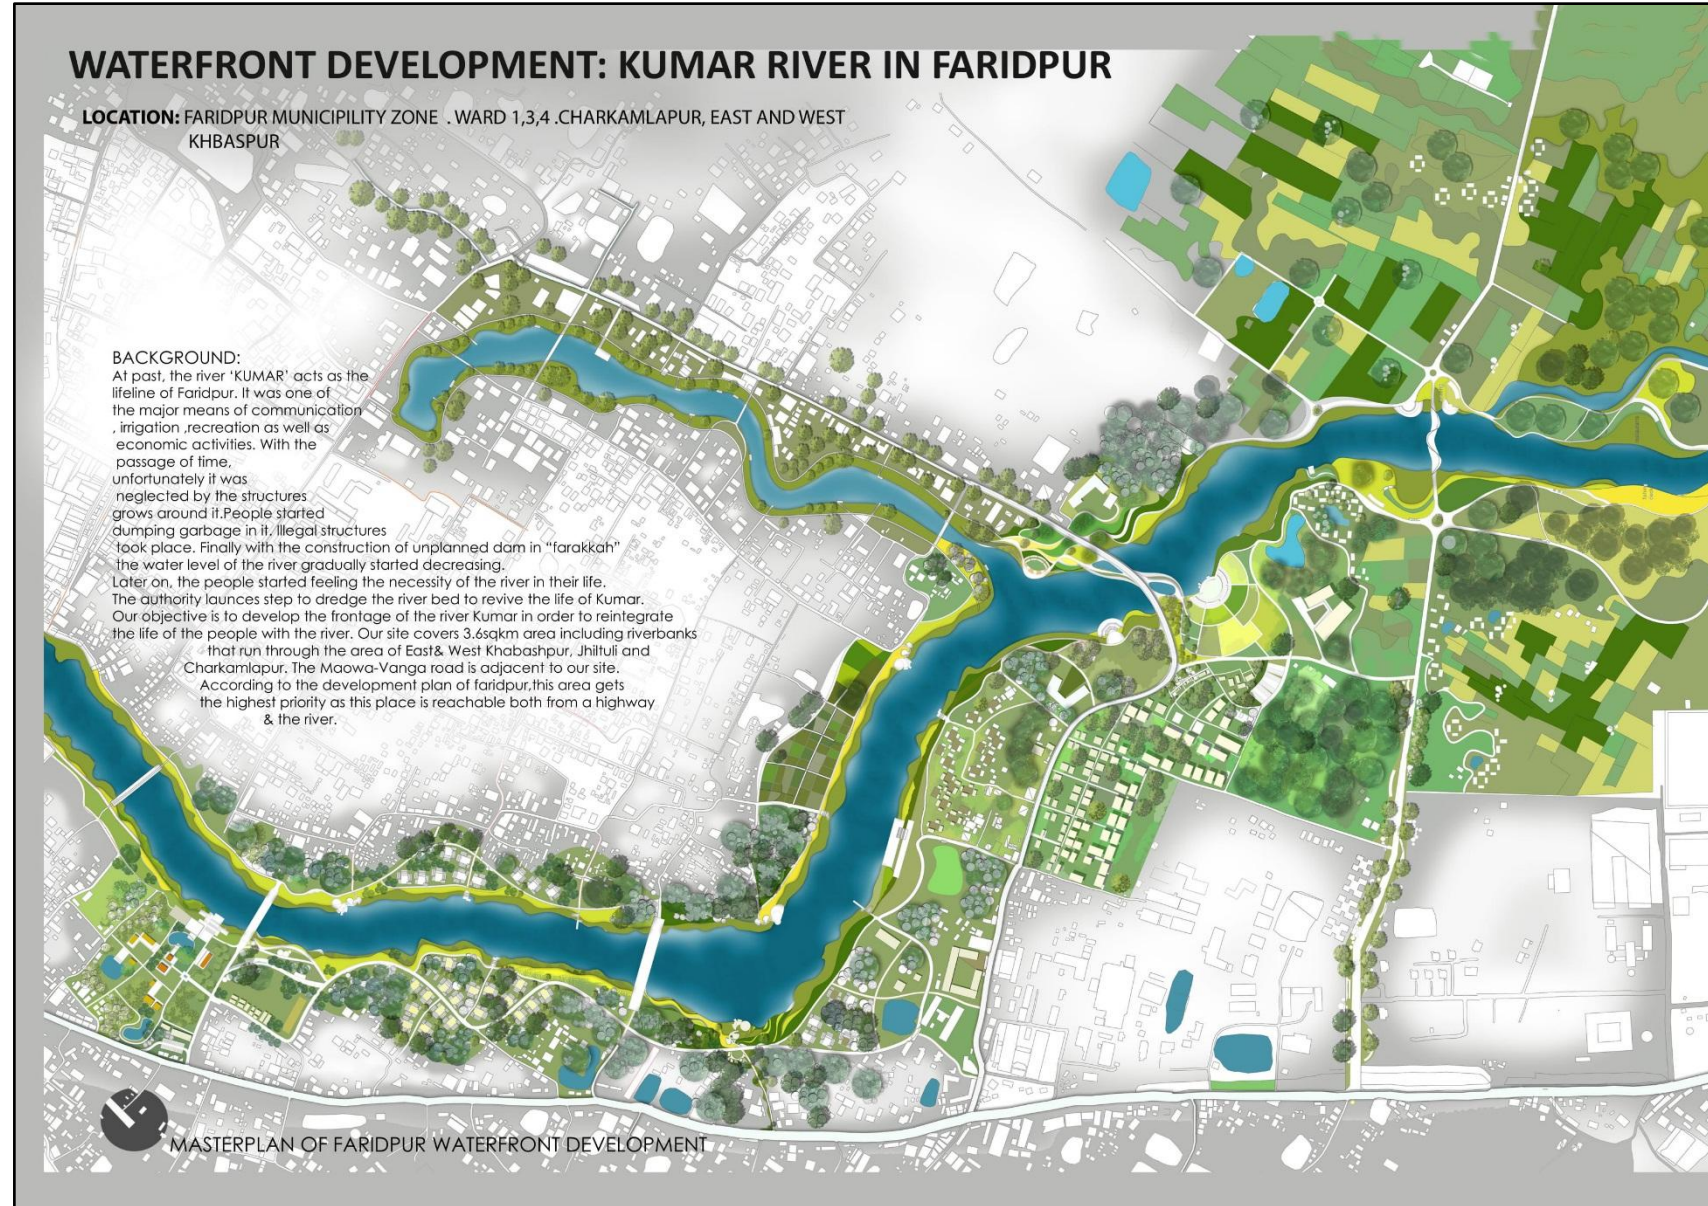 WATERFRONT DEVELOPMENT: KUMAR RIVER IN FARIDPUR
LOCATION: FARIDPUR MUNICIPILITY ZONE . WARD 1,3,4 .CHARKAMLAPUR, EAST AND WEST
KHBASPUR
BACKGROUND:
At past, the river ‘KUMAR’ acts as the
lifeline of Faridpur. It was one of
the major means of communication
, irrigation ,recreation as well as
economic activities. With the
passage of time,
unfortunately it was
neglected by the structures
grows around it.People started
dumping garbage in it. Illegal structures
took place. Finally with the construction of unplanned dam in “farakkah”
the water level of the river gradually started decreasing.
Later on, the people started feeling the necessity of the river in their life.
The authority launces step to dredge the river bed to revive the life of Kumar.
Our objective is to develop the frontage of the river Kumar in order to reintegrate
the life of the people with the river. Our site covers 3.6sqkm area including riverbanks
that run through the area of East& West Khabashpur, Jhiltuli and
Charkamlapur. The Maowa-Vanga road is adjacent to our site.
According to the development plan of faridpur,this area gets
the highest priority as this place is reachable both from a highway
& the river.
MASTERPLAN OF FARIDPUR WATERFRONT DEVELOPMENT